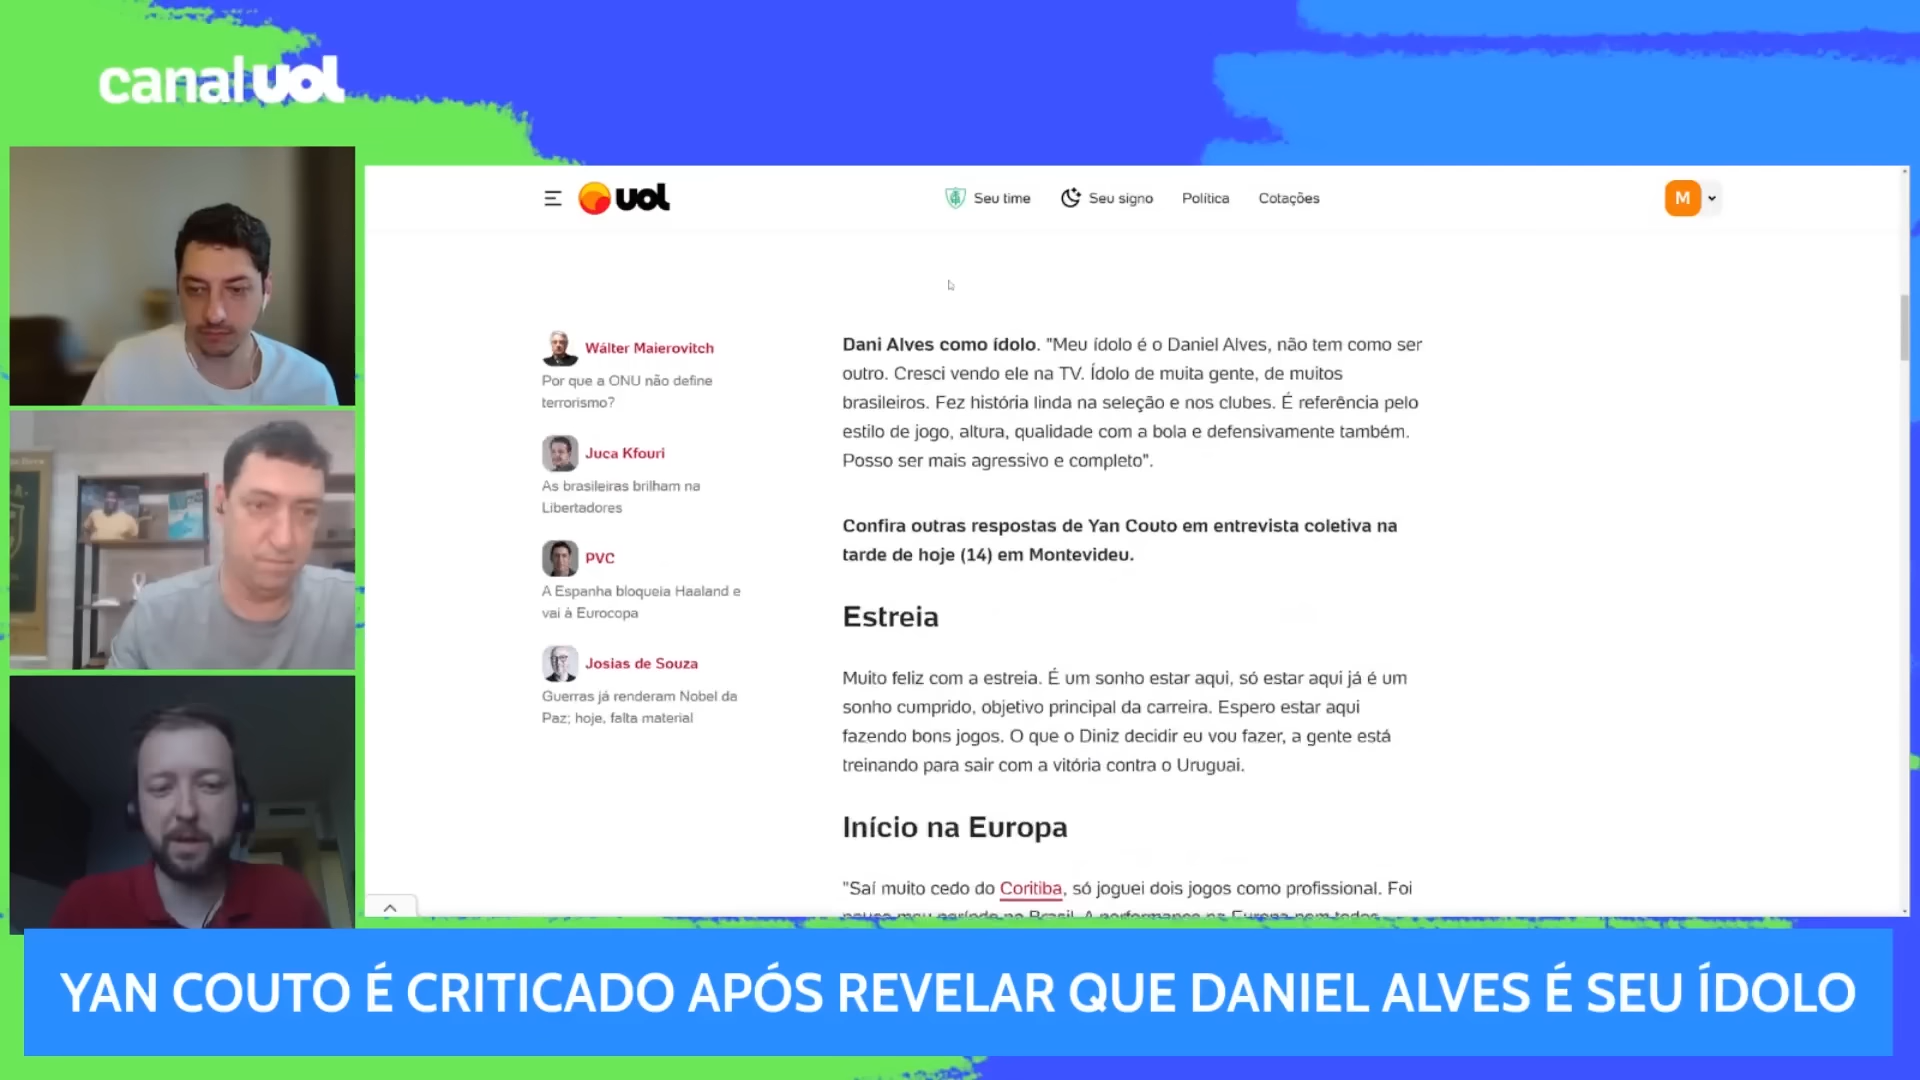 canal uol
uol
Seu time
Seu signo
Política
Cotações
M
Wálter Maierovitch
Por que a ONU não define
terrorismo?
Juca Kfouri
As brasileiras brilham na
Libertadores
PVC
A Espanha bloqueia Haaland e
vai à Eurocopa
Josias de Souza
Guerras já renderam Nobel da
Paz; hoje, falta material
Dani Alves como ídolo. "Meu ídolo é o Daniel Alves, não tem como ser
outro. Cresci vendo ele na TV. Ídolo de muita gente, de muitos
brasileiros. Fez história linda na seleção e nos clubes. É referência pelo
estilo de jogo, altura, qualidade com a bola e defensivamente também.
Posso ser mais agressivo e completo".
Confira outras respostas de Yan Couto em entrevista coletiva na
tarde de hoje (14) em Montevideu.
Estreia
Muito feliz com a estreia. É um sonho estar aqui, só estar aqui já é um
sonho cumprido, objetivo principal da carreira. Espero estar aqui
fazendo bons jogos. O que o Diniz decidir eu vou fazer, a gente está
treinando para sair com a vitória contra o Uruguai.
Início na Europa
"Saí muito cedo do Coritiba, só joguei dois jogos como profissional. Foi
YAN COUTO É CRITICADO APÓS REVELAR QUE DANIEL ALVES É SEU ÍDOLO